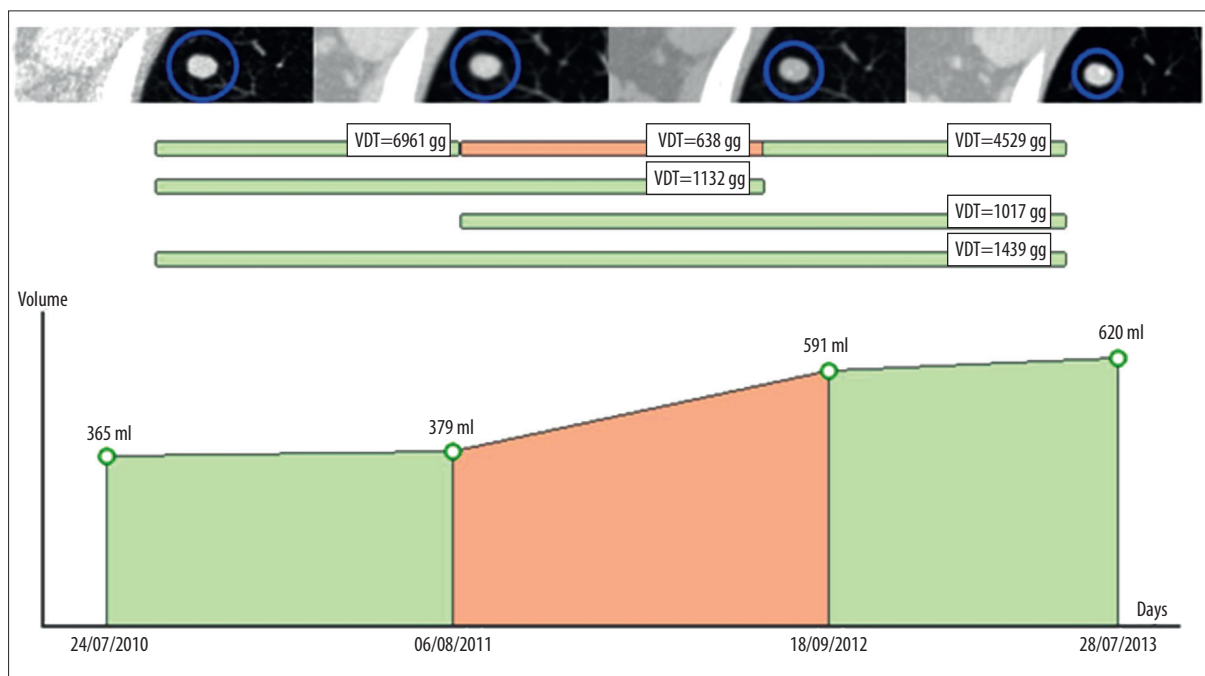 VDT=6961 gg
VDT=638 gg
VDT=4529 gg
VDT=1132 gg
VDT=1017 gg
VDT=1439 gg
Volume
365 ml
379 ml
591 ml
620 ml
Days
24/07/2010
06/08/2011
18/09/2012
28/07/2013